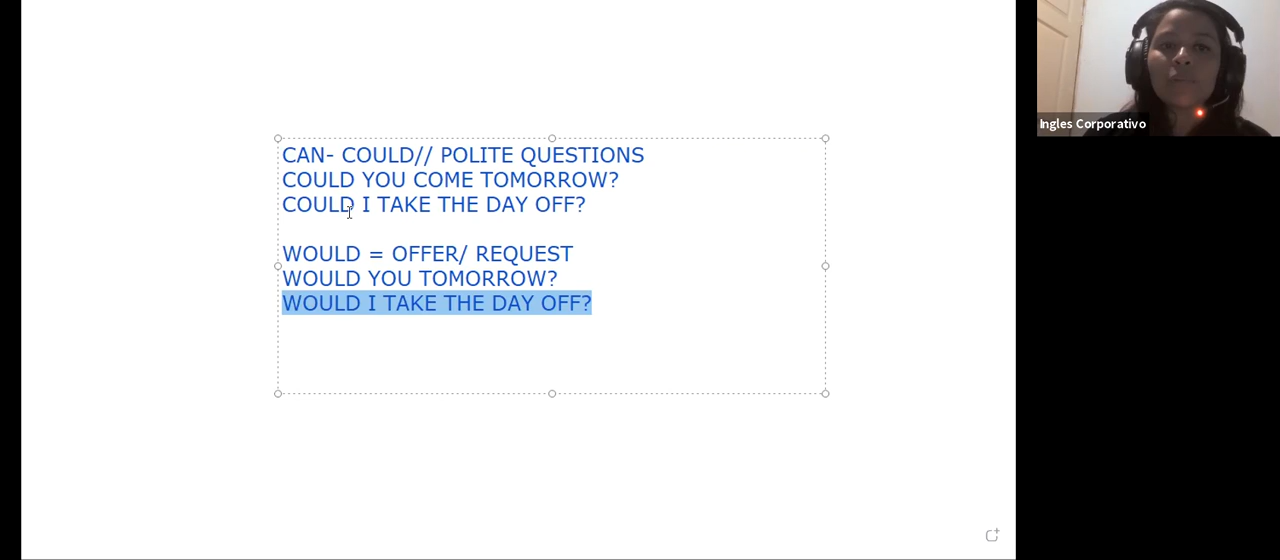 CAN- COULD// POLITE QUESTIONS
COULD YOU COME TOMORROW?
COULD I TAKE THE DAY OFF?
WOULD = OFFER/ REQUEST
WOULD YOU TOMORROW?
WOULD I TAKE THE DAY OFF?
Ingles Corporativo